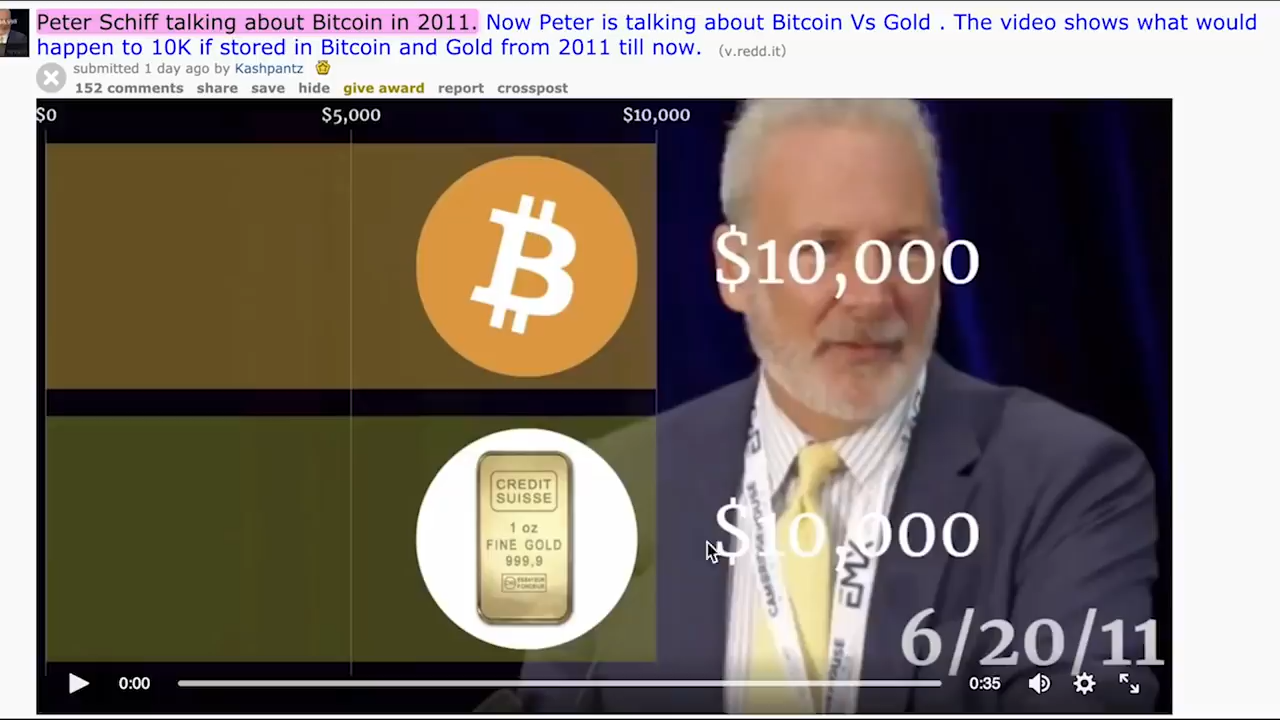 Peter Schiff talking about Bitcoin in 2011. Now Peter is talking about Bitcoin Vs Gold . The video shows what would
happen to 10K if stored in Bitcoin and Gold from 2011 till now. (v.redd.it)
submitted 1 day ago by Kashpantz
152 comments share save hide give award report crosspost
$0 $5,000 $10,000
$10,000
CREDIT
SUISSE
1 oz
FINE GOLD
999,9
ESSAYEUR
FONDEUR
$10,000
EMX
6/20/11
0:00 0:35